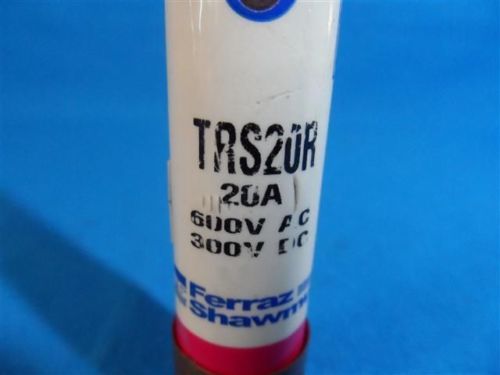 TRS20R
20A
600V AC
300V DC
Ferraz
Shawm